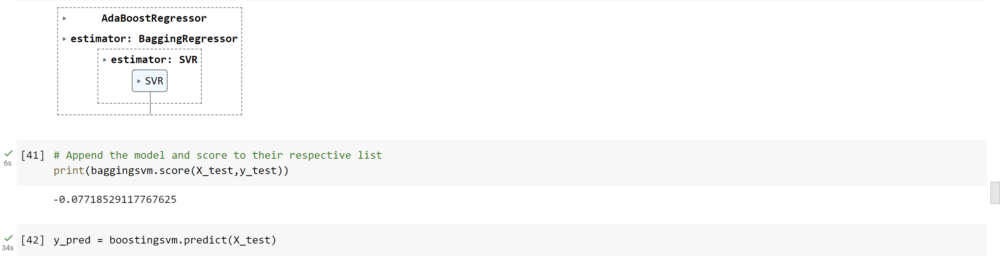 AdaBoostRegressor
estimator: BaggingRegressor
estimator: SVR
SVR
[41] # Append the model and score to their respective list
6s
print(baggingsvm.score(X_test,y_test))
-0.07718529117767625
[42] y_pred = boostingsvm.predict(X_test)
34s